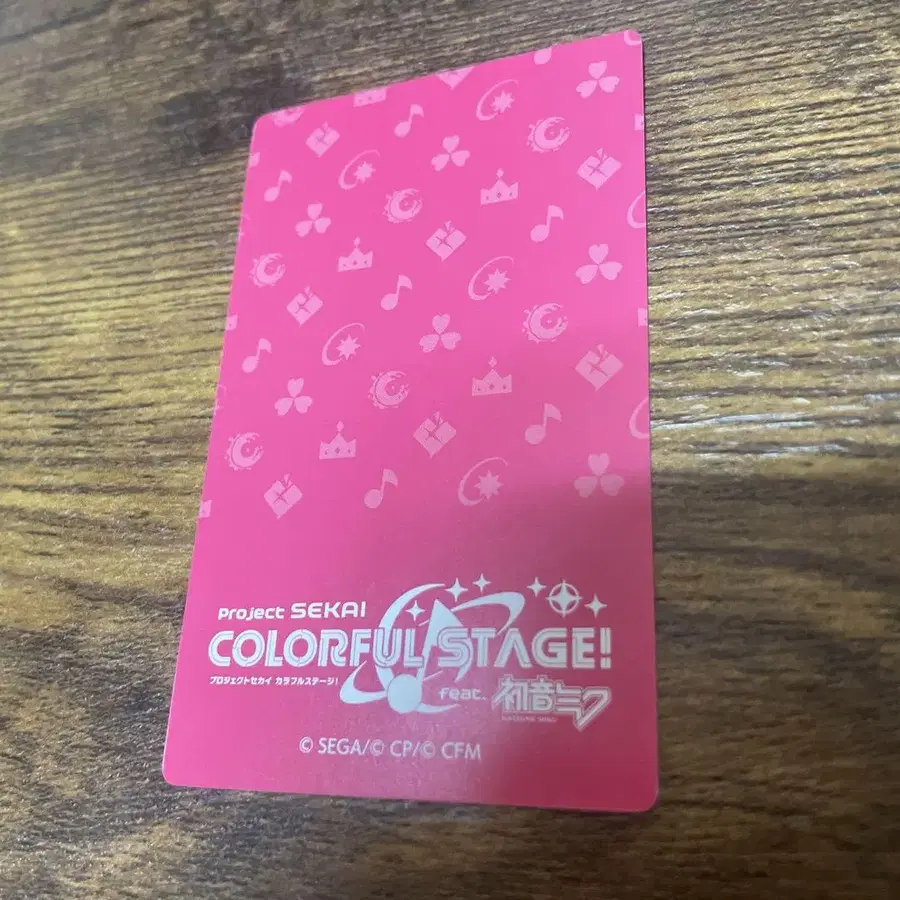 Project SEKAI
COLORFUL STAGE!
プロジェクトセカイ カラフルステージ!
feat. 初音ミク
HATSUNE MIKU
© SEGA/© CP/© CFM